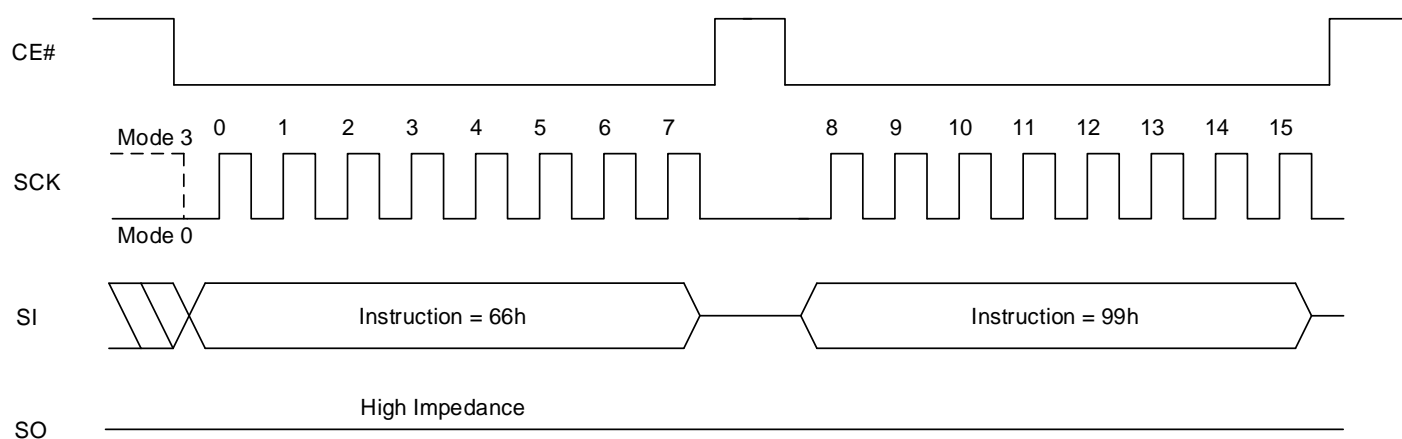 CE#
Mode 3
0 1 2 3 4 5 6 7 8 9 10 11 12 13 14 15
SCK
Mode 0
SI
Instruction = 66h
Instruction = 99h
High Impedance
SO